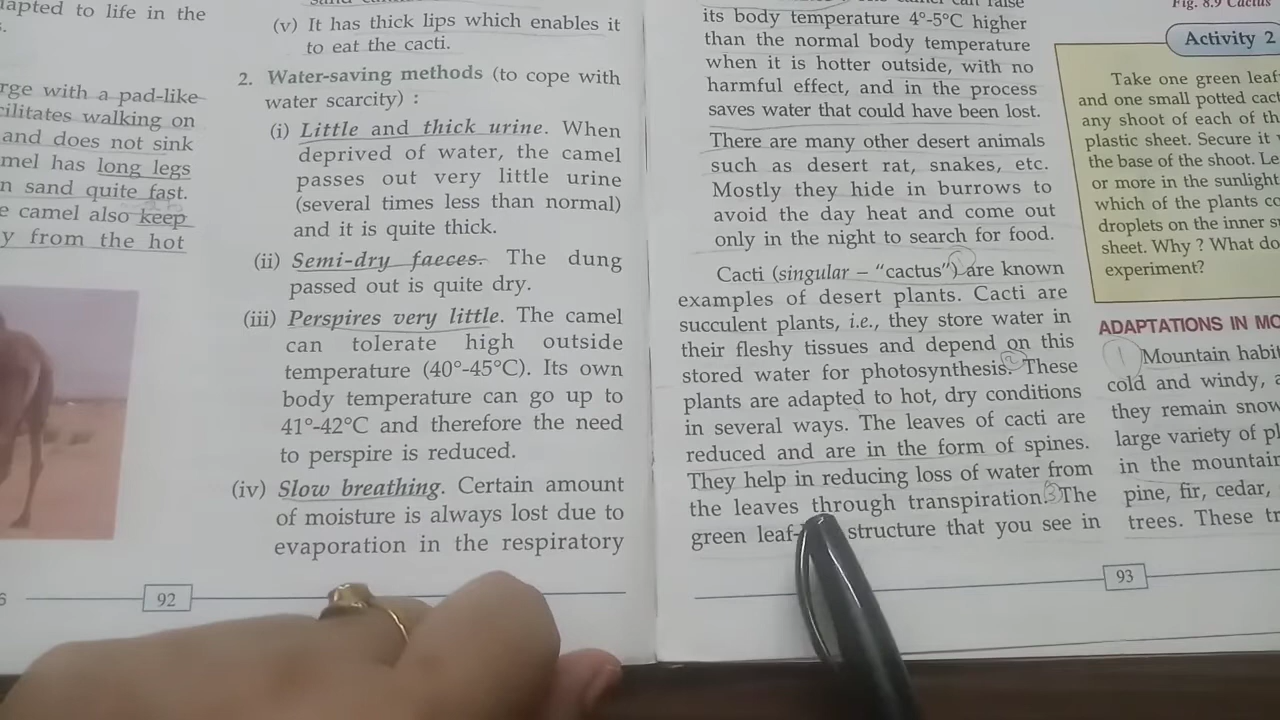 lapted to life in the
s.
rge with a pad-like
cilitates walking on
and does not sink
mel has long legs
n sand quite fast.
e camel also keep
y from the hot
6
(v) It has thick lips which enables it
to eat the cacti.
2. Water-saving methods (to cope with
water scarcity) :
(i) Little and thick urine. When
deprived of water, the camel
passes out very little urine
(several times less than normal)
and it is quite thick.
(ii) Semi-dry faeces. The dung
passed out is quite dry.
(iii) Perspires very little. The camel
can tolerate high outside
temperature (40°-45°C). Its own
body temperature can go up to
41°-42°C and therefore the need
to perspire is reduced.
(iv) Slow breathing. Certain amount
of moisture is always lost due to
evaporation in the respiratory
92
its body temperature 4°-5°C higher
than the normal body temperature
when it is hotter outside, with no
harmful effect, and in the process
saves water that could have been lost.
There are many other desert animals
such as desert rat, snakes, etc.
Mostly they hide in burrows to
avoid the day heat and come out
only in the night to search for food.
Cacti (singular – "cactus") are known
examples of desert plants. Cacti are
succulent plants, i.e., they store water in
their fleshy tissues and depend on this
stored water for photosynthesis. These
plants are adapted to hot, dry conditions
in several ways. The leaves of cacti are
reduced and are in the form of spines.
They help in reducing loss of water from
the leaves through transpiration. The
green leaf- structure that you see in
93
Fig. 8.9 Cactus
Activity 2
Take one green leaf
and one small potted cact
any shoot of each of th
plastic sheet. Secure it
the base of the shoot. Le
or more in the sunlight
which of the plants co
droplets on the inner s
sheet. Why ? What do
experiment?
ADAPTATIONS IN MO
1 Mountain habit
cold and windy, a
they remain snow
large variety of pl
in the mountain
pine, fir, cedar,
trees. These tr